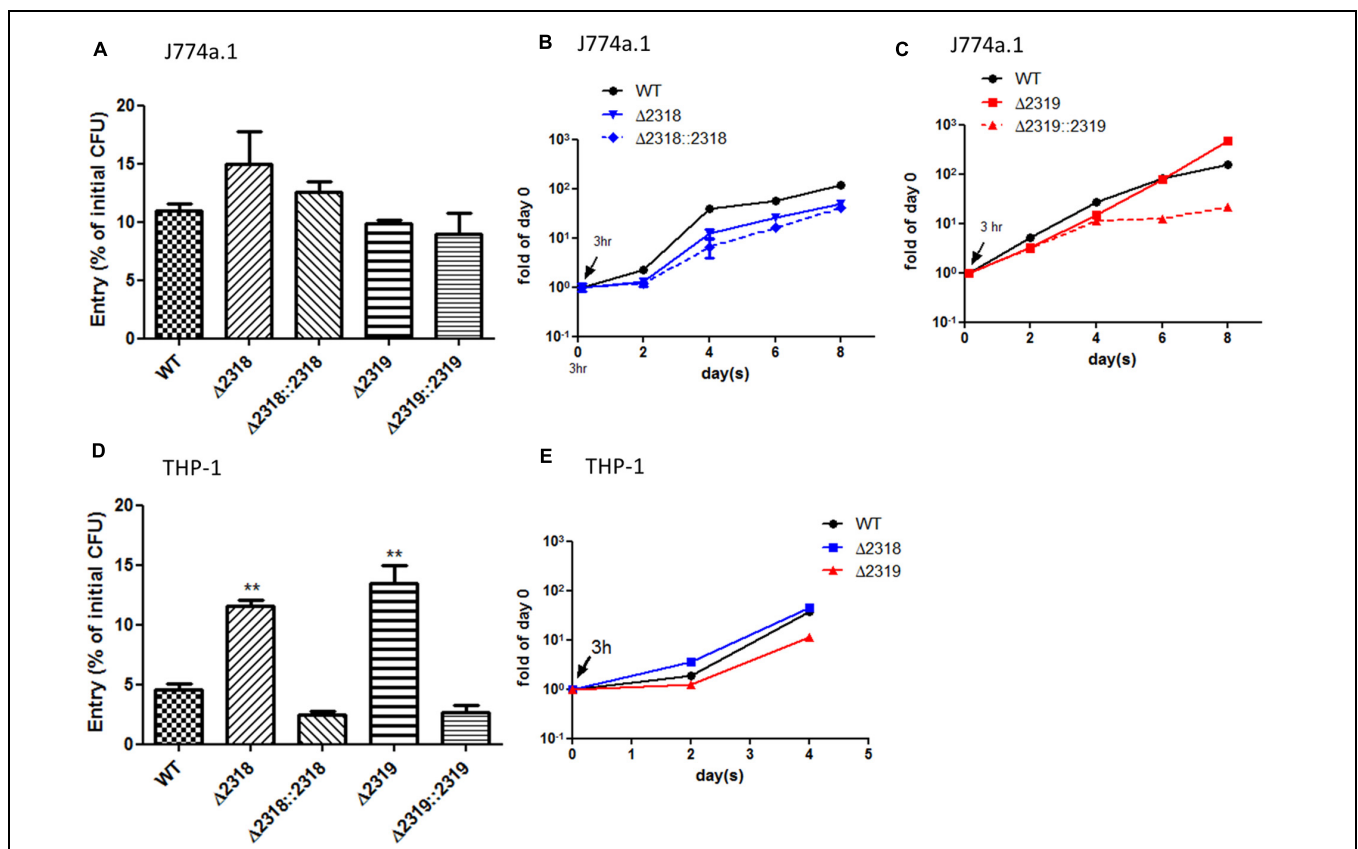 A
J774a.1
Entry (% of initial CFU)
20
15
10
5
0
WT
Δ2318
Δ2318::2318
Δ2319
Δ2319::2319
B
J774a.1
WT
Δ2318
Δ2318::2318
fold of day 0
10³
10²
10¹
10⁰
10⁻¹
3hr
0
2
4
6
8
3hr
day(s)
C
J774a.1
WT
Δ2319
Δ2319::2319
fold of day 0
10³
10²
10¹
10⁰
10⁻¹
3 hr
0
2
4
6
8
day(s)
D
THP-1
Entry (% of initial CFU)
20
15
10
5
0
**
**
WT
Δ2318
Δ2318::2318
Δ2319
Δ2319::2319
E
THP-1
WT
Δ2318
Δ2319
fold of day 0
10³
10²
10¹
10⁰
10⁻¹
3h
0
1
2
3
4
5
day(s)